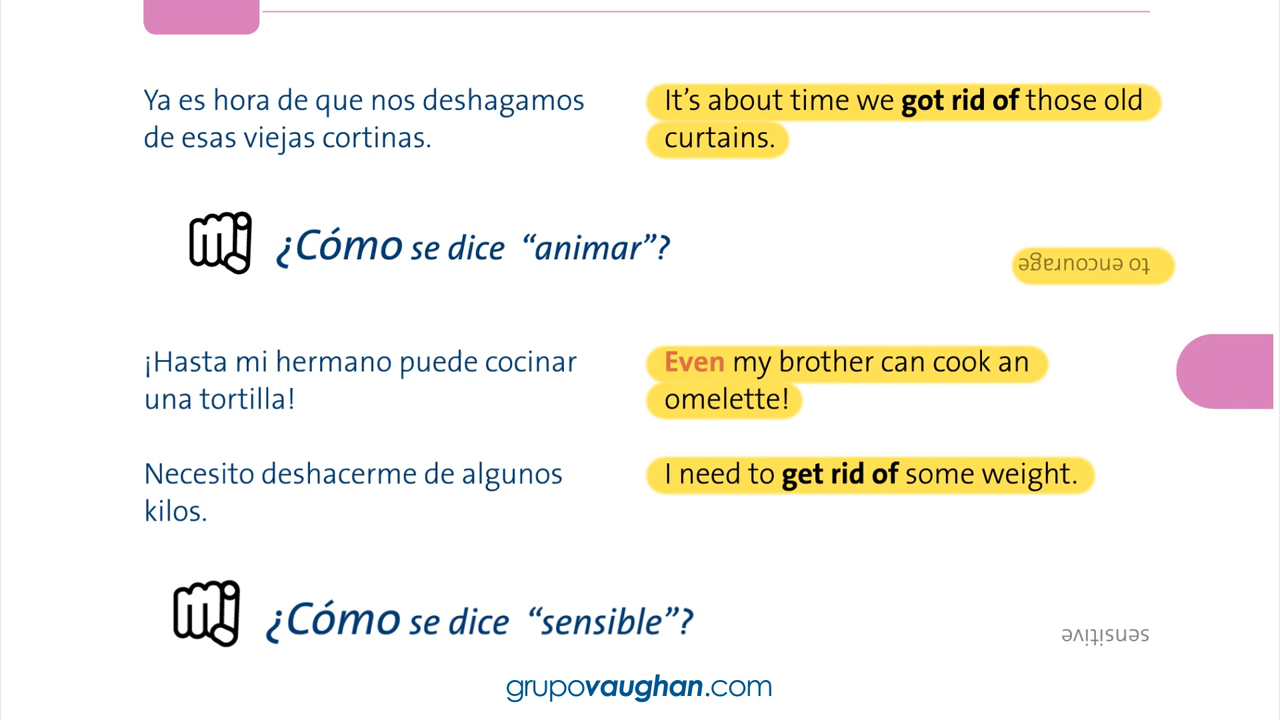 Ya es hora de que nos deshagamos
de esas viejas cortinas.
It's about time we got rid of those old
curtains.
¿Cómo se dice “animar”?
to encourage
¡Hasta mi hermano puede cocinar
una tortilla!
Even my brother can cook an
omelette!
Necesito deshacerme de algunos
kilos.
I need to get rid of some weight.
¿Cómo se dice “sensible”?
sensitive
grupovaughan.com